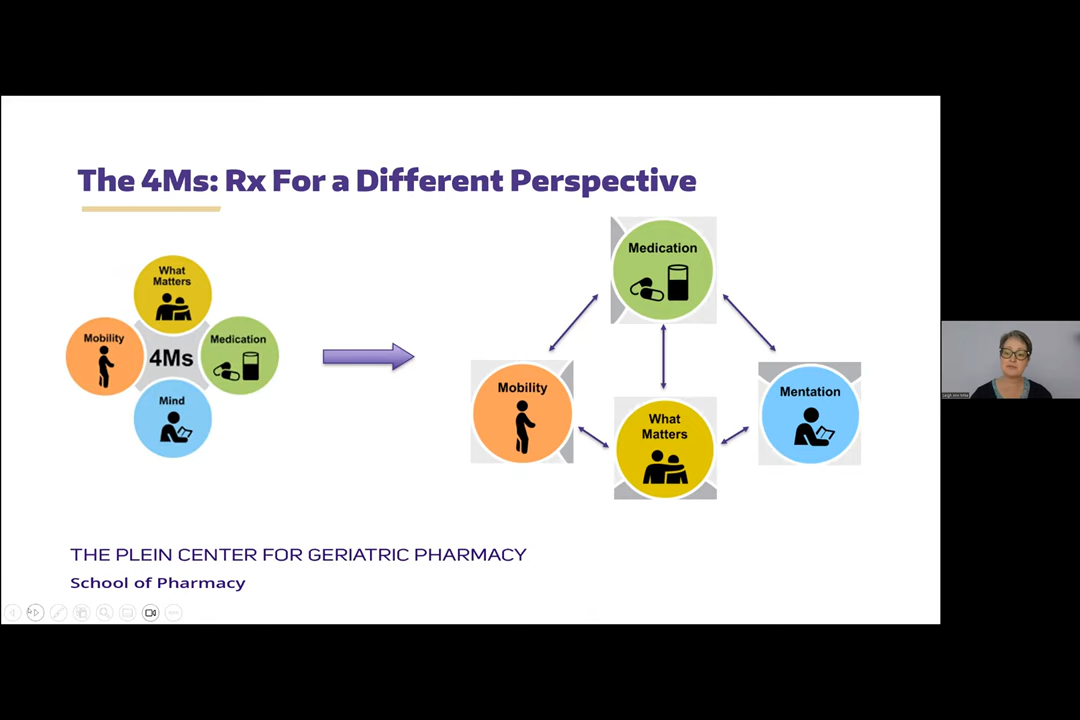 The 4Ms: Rx For a Different Perspective
What
Matters
Mobility
4Ms
Medication
Mind
Medication
Mobility
What
Matters
Mentation
THE PLEIN CENTER FOR GERIATRIC PHARMACY
School of Pharmacy